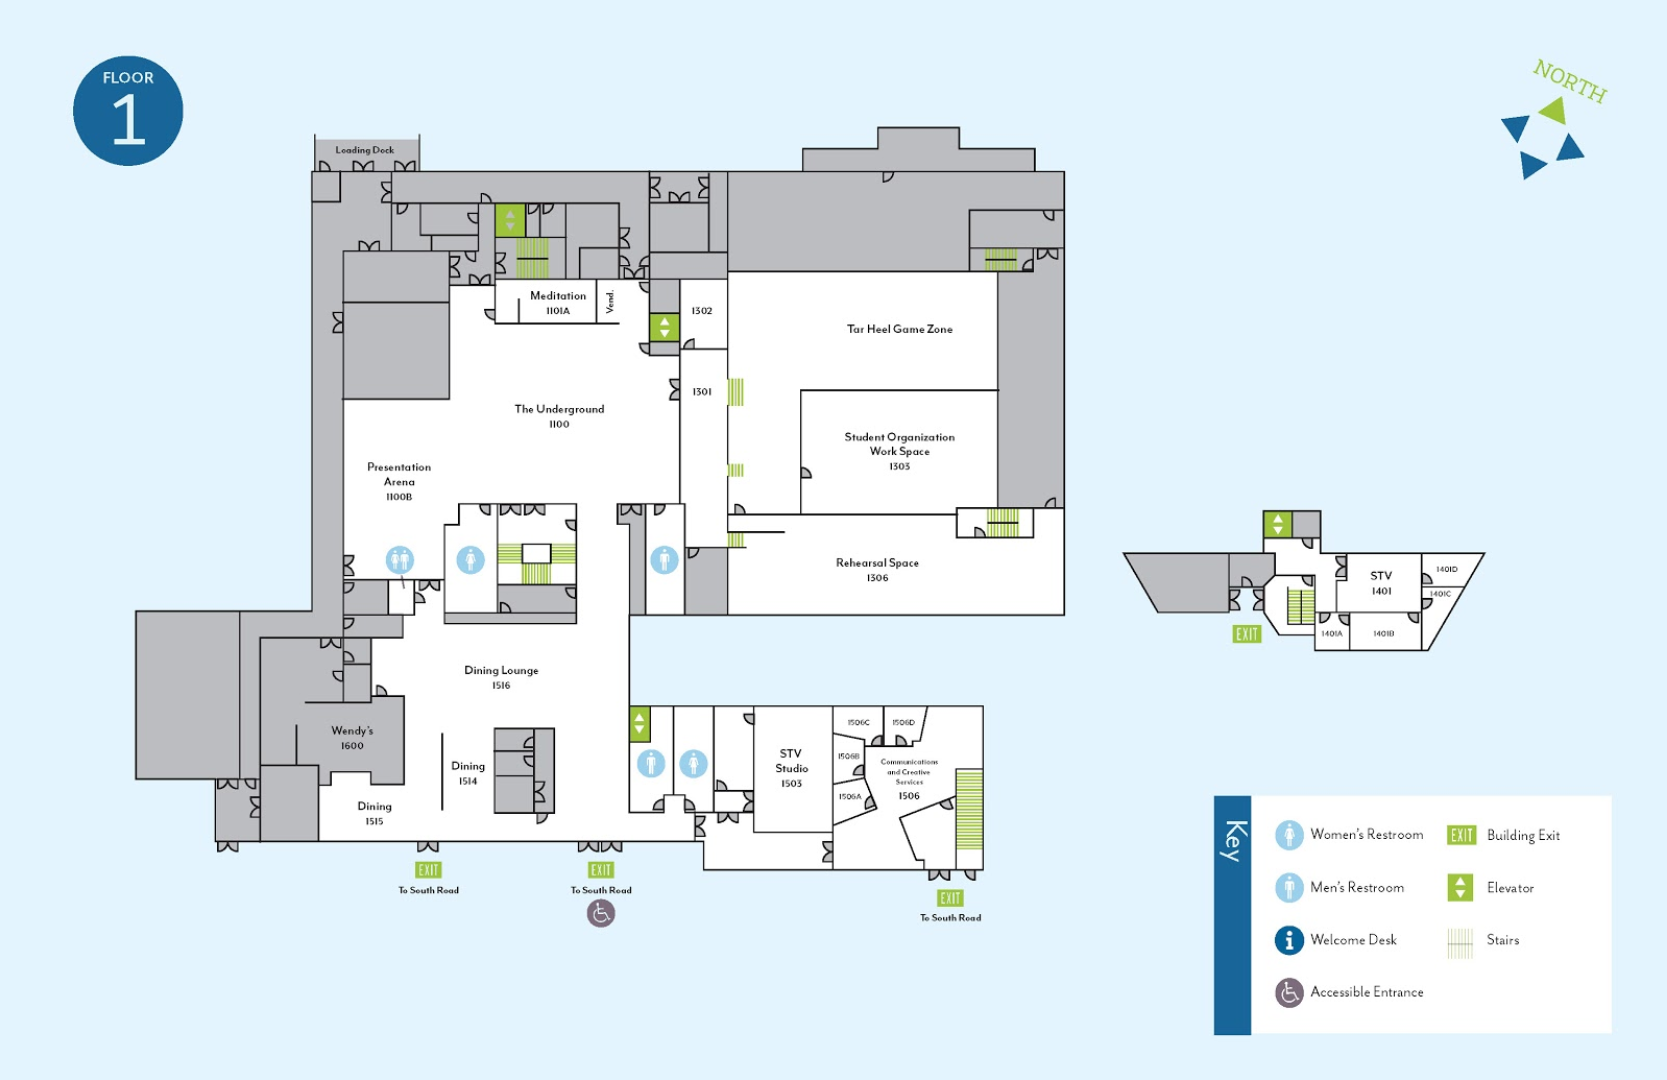 FLOOR
1
NORTH
Loading Dock
Meditation
1101A
Vend.
1302
Tar Heel Game Zone
1301
The Underground
1100
Student Organization
Work Space
1303
Presentation
Arena
1100B
Rehearsal Space
1306
STV
1401
1401D
1401C
1401A
1401B
EXIT
Dining Lounge
1516
Wendy's
1600
Dining
1514
Dining
1515
STV
Studio
1503
1506C
1506D
1506B
1506A
Communications
and Creative
Services
1506
EXIT
To South Road
EXIT
To South Road
EXIT
To South Road
Key
Women's Restroom
EXIT
Building Exit
Men's Restroom
Elevator
Welcome Desk
Stairs
Accessible Entrance